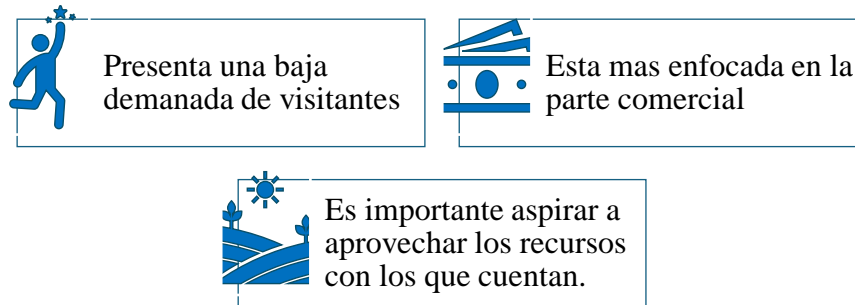 Presenta una baja
demanada de visitantes
Esta mas enfocada en la
parte comercial
Es importante aspirar a
aprovechar los recursos
con los que cuentan.